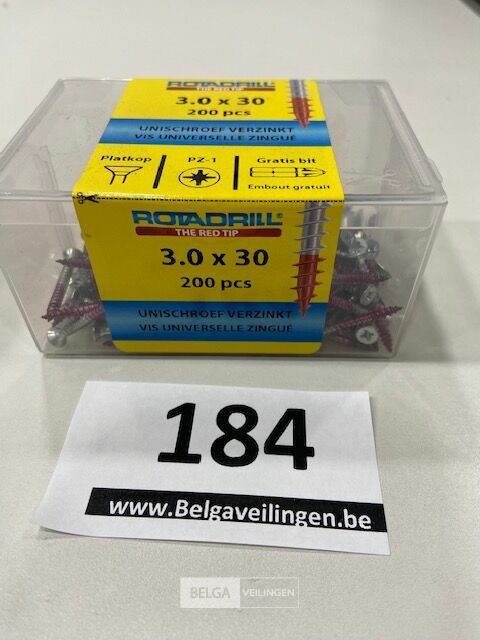 ROTADRILL®
THE RED TIP
3.0 x 30
200 pcs
UNISCHROEF VERZINKT
VIS UNIVERSELLE ZINGUÉ
Platkop
PZ-1
Gratis bit
Embout gratuit
ROTADRILL®
THE RED TIP
3.0 x 30
200 pcs
UNISCHROEF VERZINKT
VIS UNIVERSELLE ZINGUÉ
184
www.Belgaveilingen.be
BELGA VEILINGEN